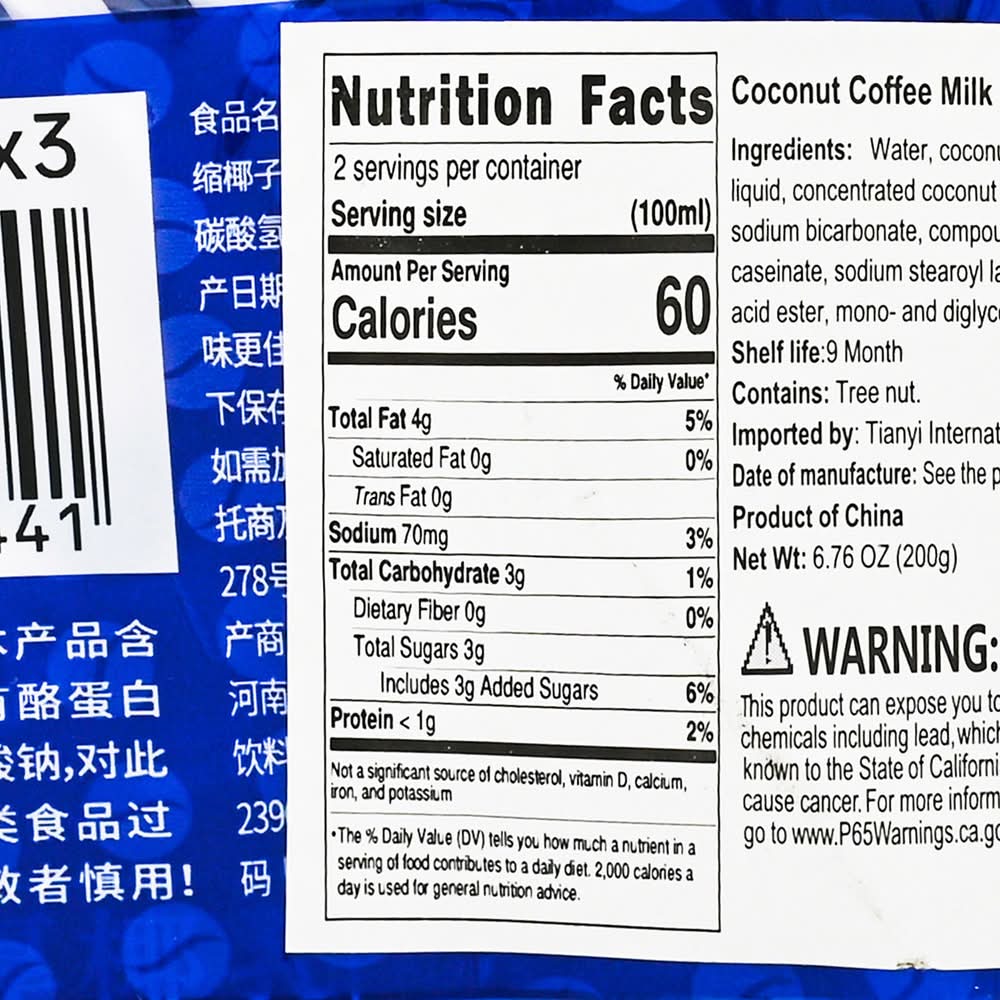 x3
441
产品含
酪蛋白
钠,对此
食品过
者慎用!
食品名
缩椰子
碳酸氢
产日期
味更佳
下保存
如需加
托商
278号
产商
河南
饮料
239
码
Nutrition Facts
2 servings per container
Serving size (100ml)
Amount Per Serving
Calories 60
% Daily Value*
Total Fat 4g 5%
Saturated Fat 0g 0%
Trans Fat 0g
Sodium 70mg 3%
Total Carbohydrate 3g 1%
Dietary Fiber 0g 0%
Total Sugars 3g
Includes 3g Added Sugars 6%
Protein < 1g 2%
Not a significant source of cholesterol, vitamin D, calcium,
iron, and potassium
•The % Daily Value (DV) tells you how much a nutrient in a
serving of food contributes to a daily diet. 2,000 calories a
day is used for general nutrition advice.
Coconut Coffee Milk
Ingredients: Water, coconu
liquid, concentrated coconut
sodium bicarbonate, compou
caseinate, sodium stearoyl la
acid ester, mono- and diglyce
Shelf life:9 Month
Contains: Tree nut.
Imported by: Tianyi Internat
Date of manufacture: See the p
Product of China
Net Wt: 6.76 OZ (200g)
WARNING:
This product can expose you to
chemicals including lead, which
known to the State of Californi
cause cancer. For more inform
go to www.P65Warnings.ca.go